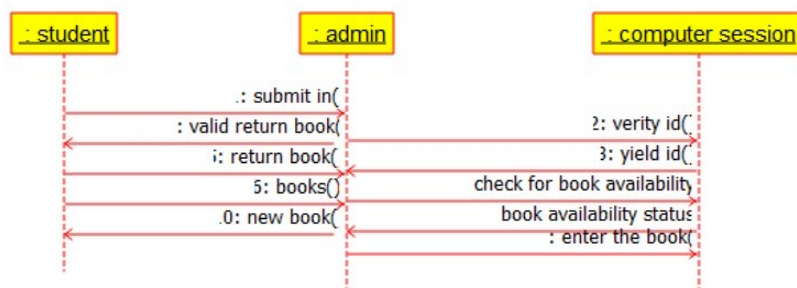 : student
: admin
: computer session
.: submit in(
: valid return book(
2: verity id(
: return book(
3: yield id(
5: books()
check for book availability
.0: new book(
book availability status
: enter the book(